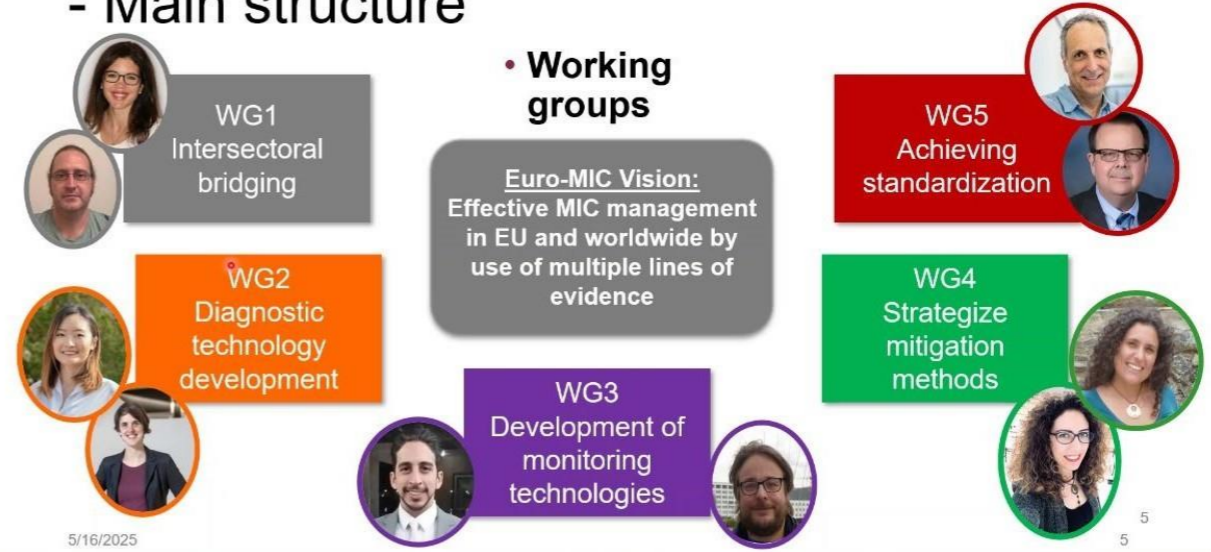 - Main structure
• Working
groups
WG1
Intersectoral
bridging
WG5
Achieving
standardization
Euro-MIC Vision:
Effective MIC management
in EU and worldwide by
use of multiple lines of
evidence
WG2
Diagnostic
technology
development
WG4
Strategize
mitigation
methods
WG3
Development of
monitoring
technologies
5/16/2025
5
5